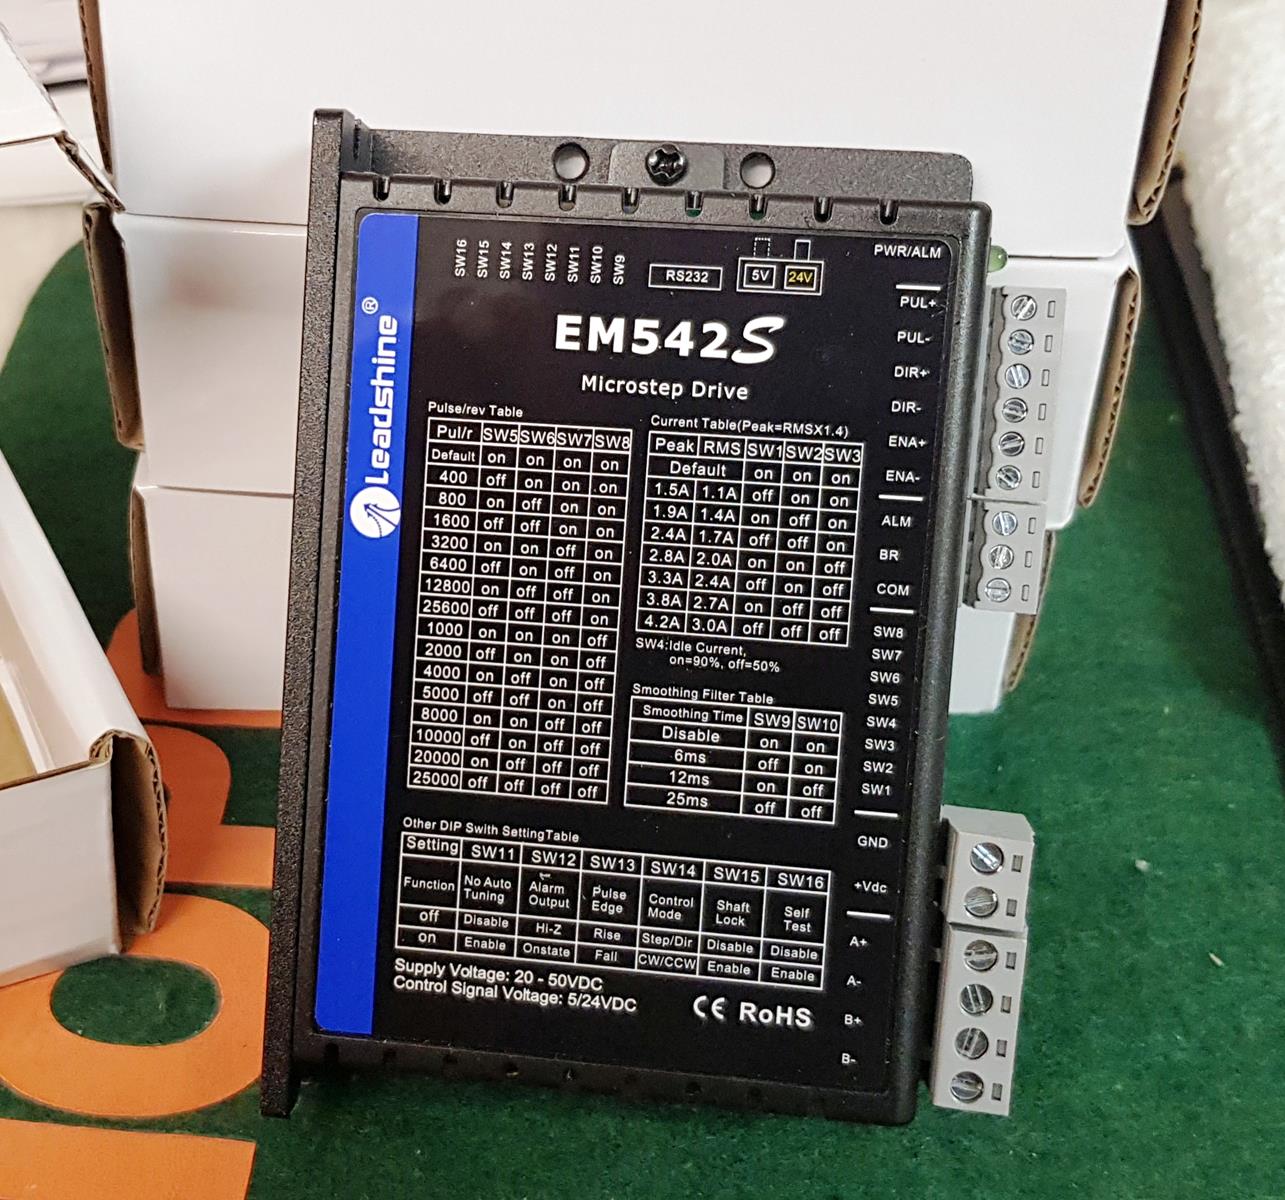 SW16 SW15 SW14 SW13 SW12 SW11 SW10 SW9
RS232
5V 24V
PWR/ALM
EM542S
Microstep Drive
Leadshine®
Pulse/rev Table
Pul/r SW5 SW6 SW7 SW8
Default on on on on
400 off on on on
800 on off on on
1600 off off on on
3200 on on off on
6400 off on off on
12800 on off off on
25600 off off off on
1000 on on on off
2000 off on on off
4000 on off on off
5000 off off on off
8000 on on off off
10000 off on off off
20000 on off off off
25000 off off off off
Current Table(Peak=RMSX1.4)
Peak RMS SW1 SW2 SW3
Default on on on
1.5A 1.1A off on on
1.9A 1.4A on off on
2.4A 1.7A off off on
2.8A 2.0A on on off
3.3A 2.4A off on off
3.8A 2.7A on off off
4.2A 3.0A off off off
SW4:Idle Current,
on=90%, off=50%
Smoothing Filter Table
Smoothing Time SW9 SW10
Disable on on
6ms off on
12ms on off
25ms off off
Other DIP Swith SettingTable
Setting SW11 SW12 SW13 SW14 SW15 SW16
Function No Auto Tuning Alarm Output Pulse Edge Control Mode Shaft Lock Self Test
off Disable Hi-Z Rise Step/Dir Disable Disable
on Enable Onstate Fall CW/CCW Enable Enable
Supply Voltage: 20 - 50VDC
Control Signal Voltage: 5/24VDC
CE RoHS
PUL+
PUL-
DIR+
DIR-
ENA+
ENA-
ALM
BR
COM
SW8
SW7
SW6
SW5
SW4
SW3
SW2
SW1
GND
+Vdc
A+
A-
B+
B-